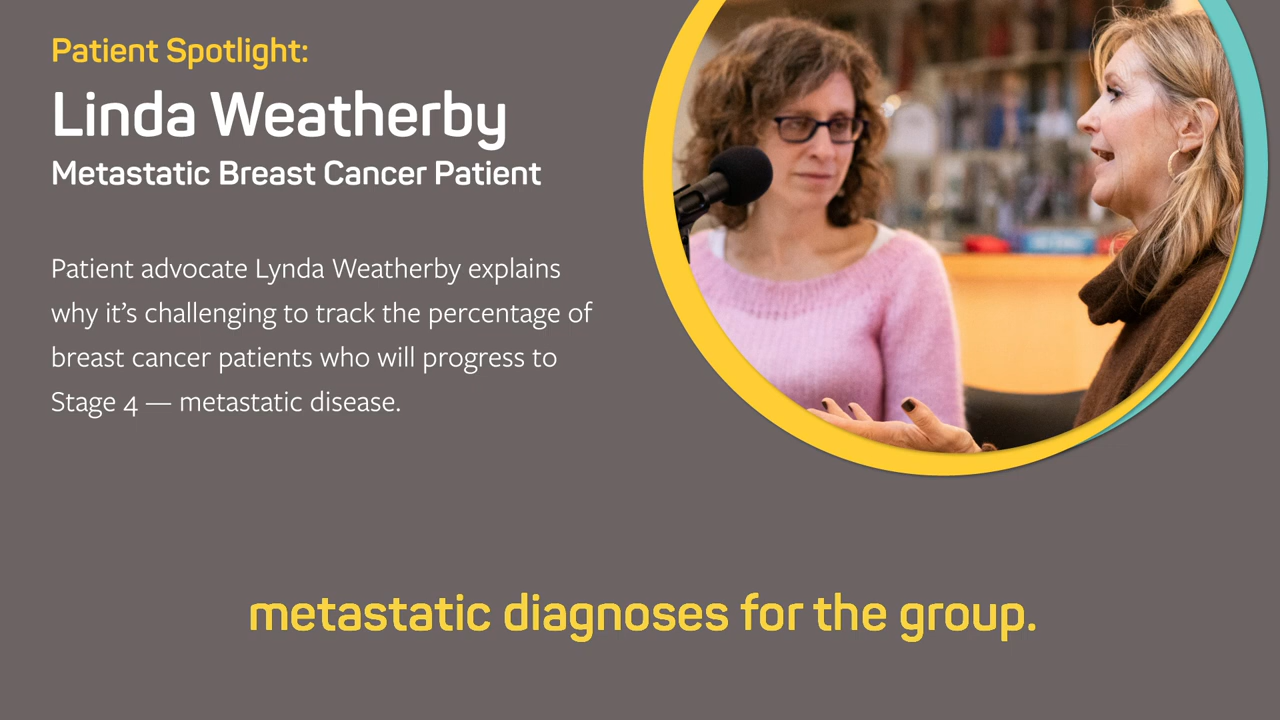 Patient Spotlight:
Linda Weatherby
Metastatic Breast Cancer Patient
Patient advocate Lynda Weatherby explains
why it’s challenging to track the percentage of
breast cancer patients who will progress to
Stage 4 — metastatic disease.
metastatic diagnoses for the group.